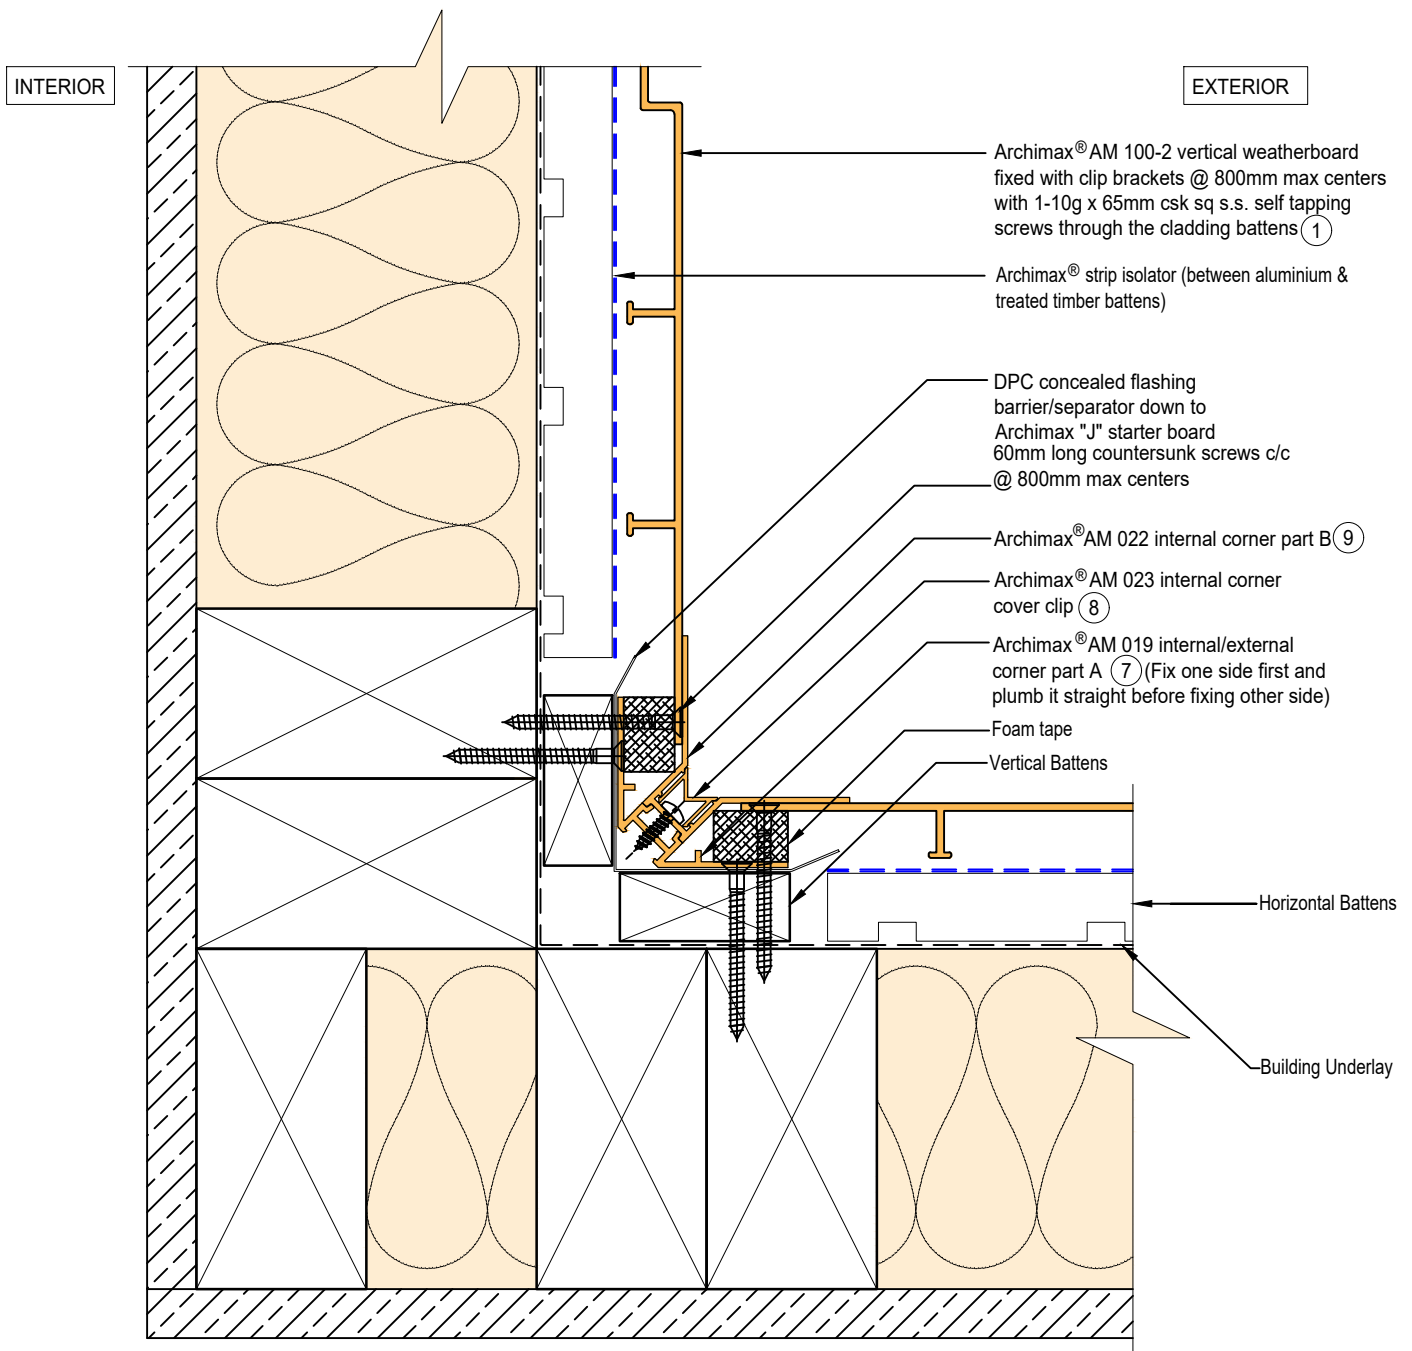 INTERIOR
EXTERIOR
Archimax® AM 100-2 vertical weatherboard
fixed with clip brackets @ 800mm max centers
with 1-10g x 65mm csk sq s.s. self tapping
screws through the cladding battens 1
Archimax® strip isolator (between aluminium &
treated timber battens)
DPC concealed flashing
barrier/separator down to
Archimax "J" starter board
60mm long countersunk screws c/c
@ 800mm max centers
Archimax® AM 022 internal corner part B 9
Archimax® AM 023 internal corner
cover clip 8
Archimax® AM 019 internal/external
corner part A 7 (Fix one side first and
plumb it straight before fixing other side)
Foam tape
Vertical Battens
Horizontal Battens
Building Underlay